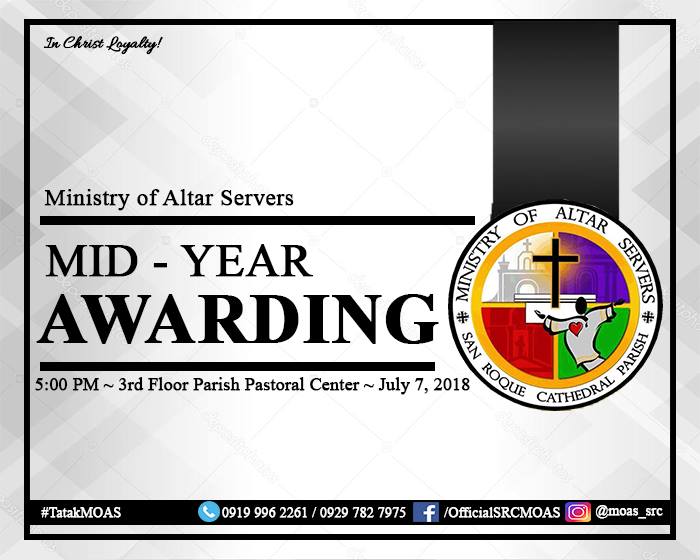 In Christ Loyalty!
Ministry of Altar Servers
MID - YEAR
AWARDING
5:00 PM ~ 3rd Floor Parish Pastoral Center ~ July 7, 2018
MINISTRY OF ALTAR SERVERS
SAN ROQUE CATHEDRAL PARISH
#TatakMOAS 0919 996 2261 / 0929 782 7975 /OfficialSRCMOAS @moas_src